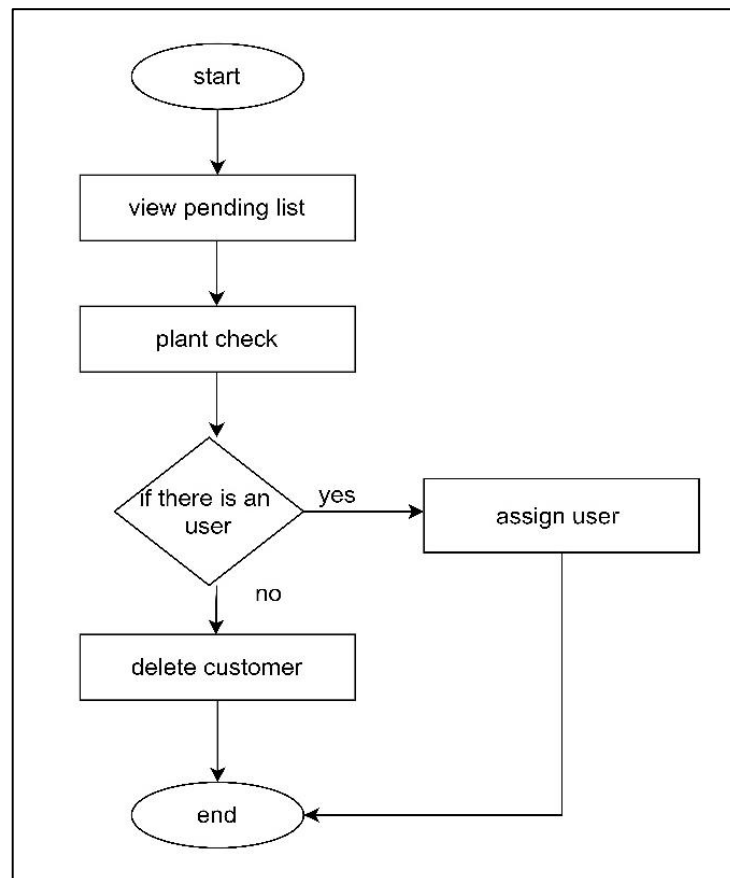 start
view pending list
plant check
if there is an
user
yes
assign user
no
delete customer
end